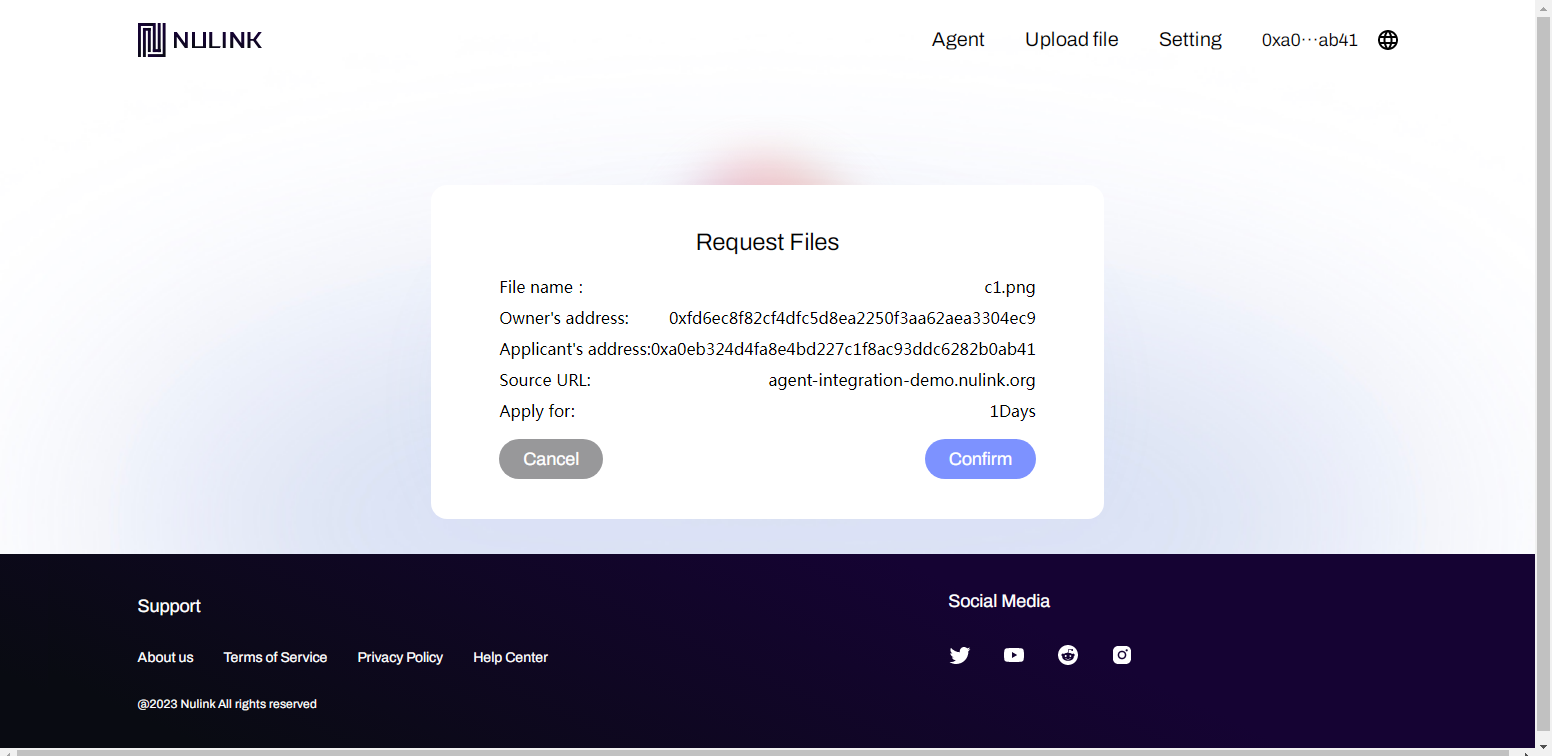 NULINK
Agent Upload file Setting 0xa0···ab41
Request Files
File name : c1.png
Owner's address: 0xfd6ec8f82cf4dfc5d8ea2250f3aa62aea3304ec9
Applicant's address:0xa0eb324d4fa8e4bd227c1f8ac93ddc6282b0ab41
Source URL: agent-integration-demo.nulink.org
Apply for: 1Days
Cancel Confirm
Support
Social Media
About us Terms of Service Privacy Policy Help Center
@2023 Nulink All rights reserved